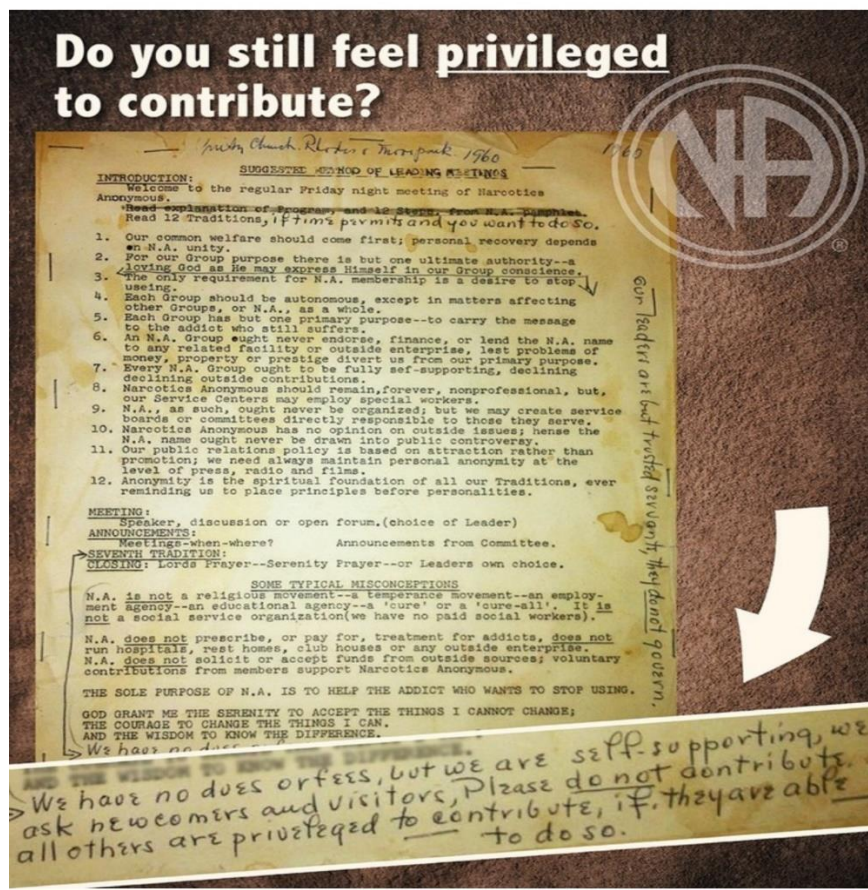 Do you still feel privileged
to contribute?
NA
®
Church. Rhodes & Moorpark 1960
1960
SUGGESTED METHOD OF LEADING MEETINGS
INTRODUCTION:
Welcome to the regular Friday night meeting of Narcotics
Anonymous.
Read explanation of Program, and 12 Steps, from N.A. pamphlet.
Read 12 Traditions, if time permits and you want to do so.
1. Our common welfare should come first; personal recovery depends
on N.A. unity.
2. For our Group purpose there is but one ultimate authority--a
loving God as He may express Himself in our Group conscience.
3. The only requirement for N.A. membership is a desire to stop
useing.
4. Each Group should be autonomous, except in matters affecting
other Groups, or N.A., as a whole.
5. Each Group has but one primary purpose--to carry the message
to the addict who still suffers.
6. An N.A. Group ought never endorse, finance, or lend the N.A. name
to any related facility or outside enterprise, lest problems of
money, property or prestige divert us from our primary purpose.
7. Every N.A. Group ought to be fully sef-supporting, declining
declining outside contributions.
8. Narcotics Anonymous should remain,forever, nonprofessional, but,
our Service Centers may employ special workers.
9. N.A., as such, ought never be organized; but we may create service
boards or committees directly responsible to those they serve.
10. Narcotics Anonymous has no opinion on outside issues; hence the
N.A. name ought never be drawn into public controversy.
11. Our public relations policy is based on attraction rather than
promotion; we need always maintain personal anonymity at the
level of press, radio and films.
12. Anonymity is the spiritual foundation of all our Traditions, ever
reminding us to place principles before personalities.
Our leaders are but trusted servants, they do not govern.
MEETING:
Speaker, discussion or open forum.(choice of Leader)
ANNOUNCEMENTS:
Meetings-when-where? Announcements from Committee.
SEVENTH TRADITION:
CLOSING: Lords Prayer--Serenity Prayer--or Leaders own choice.
SOME TYPICAL MISCONCEPTIONS
N.A. is not a religious movement--a temperance movement--an employ-
ment agency--an educational agency--a 'cure' or a 'cure-all'. It is
not a social service organization(we have no paid social workers).
N.A. does not prescribe, or pay for, treatment for addicts, does not
run hospitals, rest homes, club houses or any outside enterprise.
N.A. does not solicit or accept funds from outside sources; voluntary
contributions from members support Narcotics Anonymous.
THE SOLE PURPOSE OF N.A. IS TO HELP THE ADDICT WHO WANTS TO STOP USING.
GOD GRANT ME THE SERENITY TO ACCEPT THE THINGS I CANNOT CHANGE;
THE COURAGE TO CHANGE THE THINGS I CAN.
AND THE WISDOM TO KNOW THE DIFFERENCE.
We have no dues
AND THE WISDOM TO KNOW THE DIFFERENCE.
We have no dues or fees, but we are self-supporting, we
ask newcomers and visitors, Please do not contribute.
all others are priveleged to contribute, if they are able
to do so.